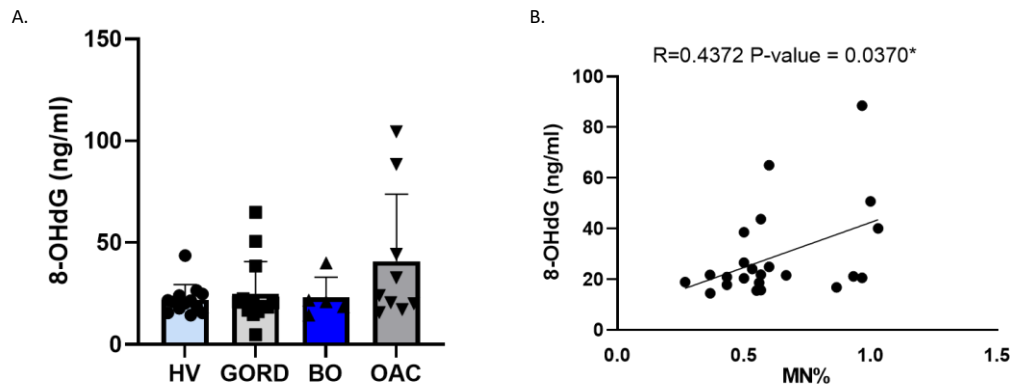 A.
150
100
50
0
8-OHdG (ng/ml)
HV GORD BO OAC
B.
R=0.4372 P-value = 0.0370*
100
80
60
40
20
0
8-OHdG (ng/ml)
0.0 0.5 1.0 1.5
MN%